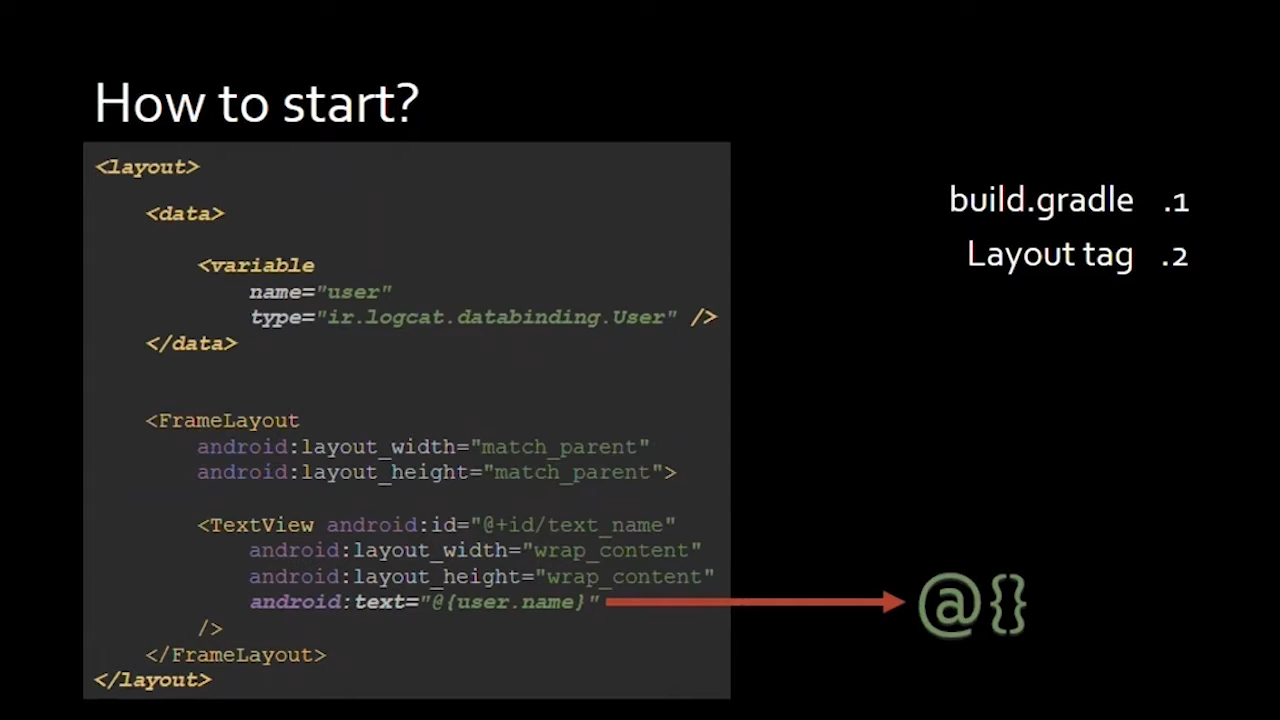 How to start?
<layout>
<data>
<variable
name="user"
type="ir.logcat.databinding.User" />
</data>
<FrameLayout
android:layout_width="match_parent"
android:layout_height="match_parent">
<TextView android:id="@+id/text_name"
android:layout_width="wrap_content"
android:layout_height="wrap_content"
android:text="@{user.name}"
/>
</FrameLayout>
</layout>
build.gradle .1
Layout tag .2
@{}